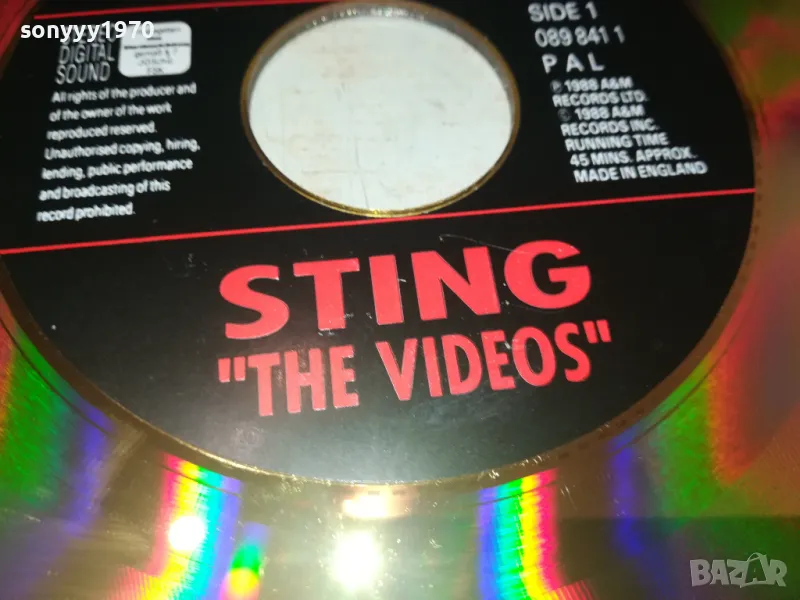 sonyyy1970
DIGITAL
SOUND
All rights of the producer and
of the owner of the work
reproduced reserved.
Unauthorised copying, hiring,
lending, public performance
and broadcasting of this
record prohibited.
SIDE 1
089 841 1
PAL
℗ 1988 A&M
RECORDS LTD.
© 1988 A&M
RECORDS INC.
RUNNING TIME
45 MINS. APPROX.
MADE IN ENGLAND
STING
"THE VIDEOS"
BAZAR